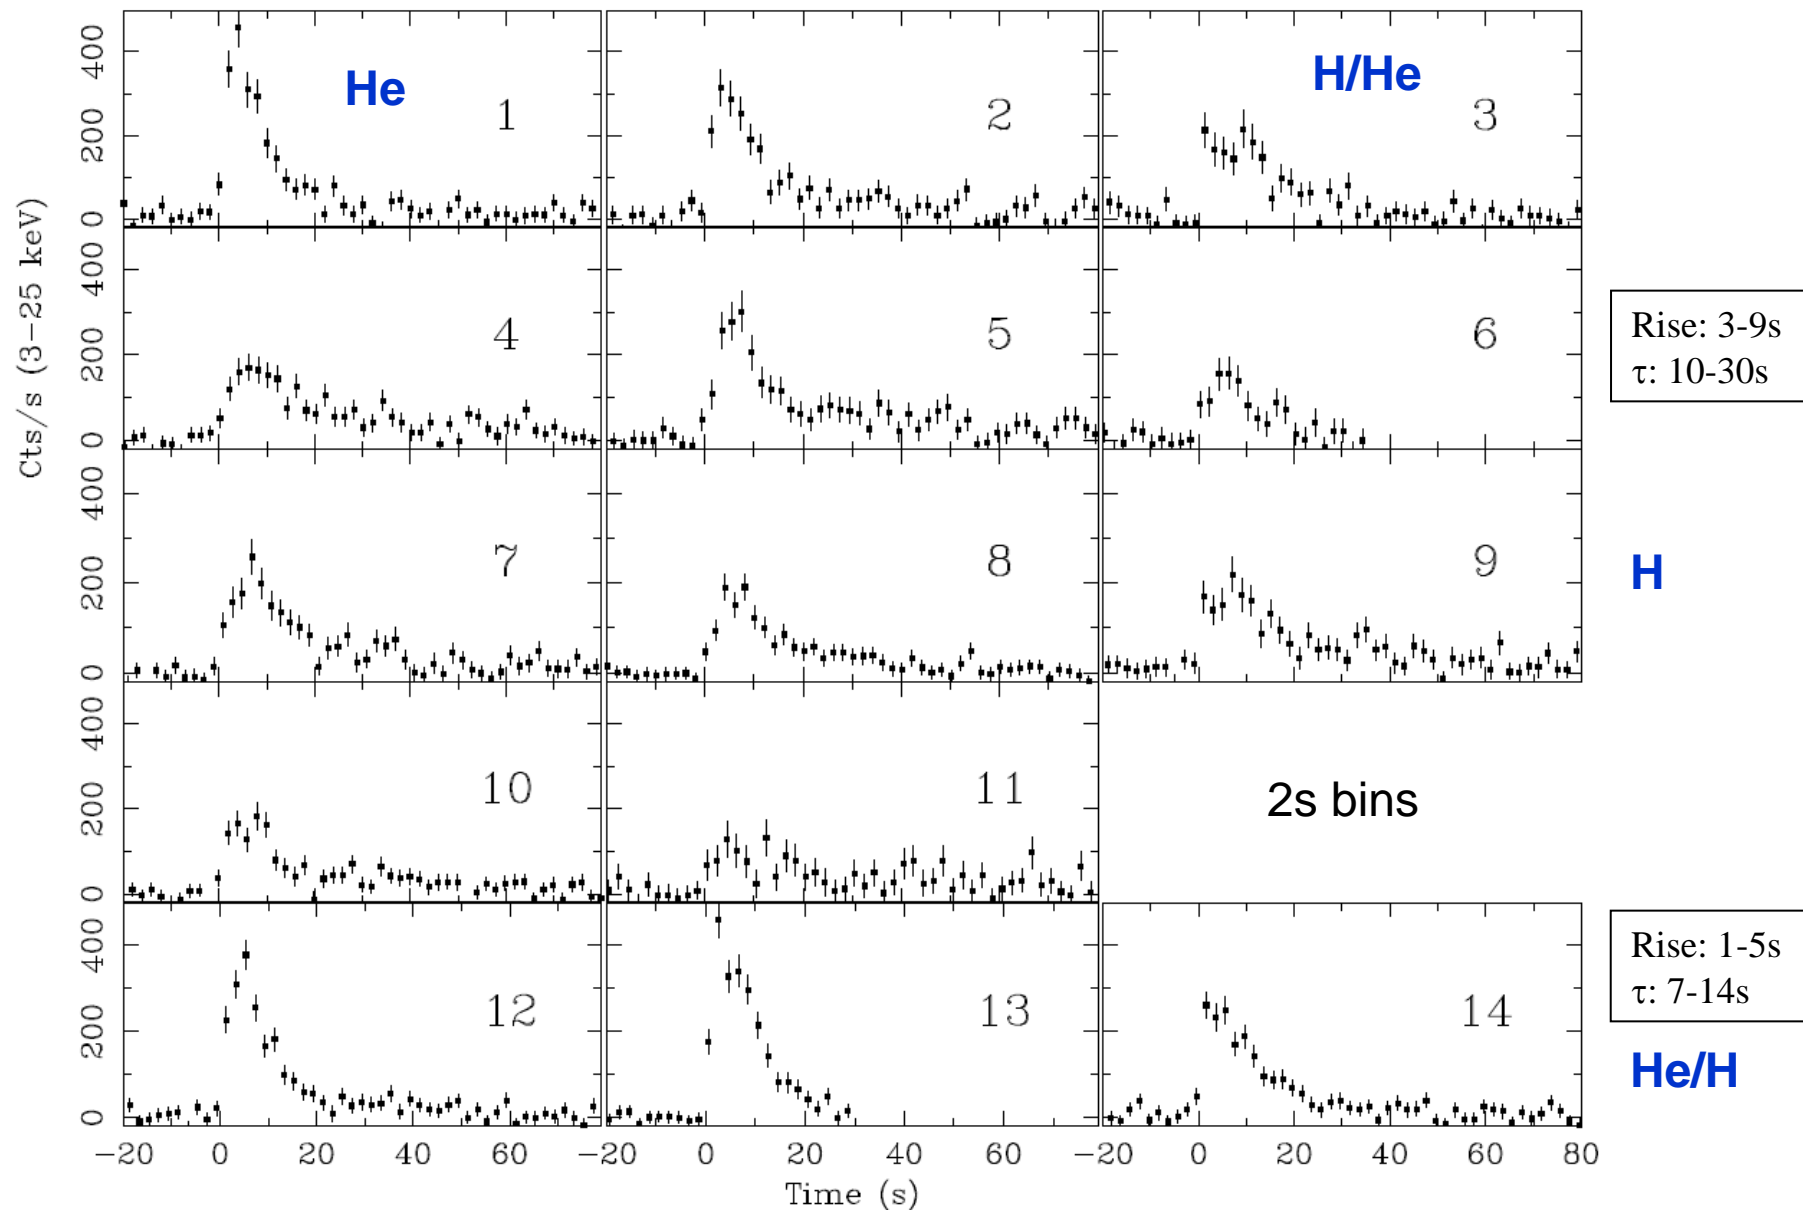 Cts/s (3−25 keV)
400
200
0
He
1
2
H/He
3
400
200
0
4
5
6
Rise: 3-9s
τ: 10-30s
400
200
0
7
8
9
H
400
200
0
10
11
2s bins
400
200
0
12
13
14
Rise: 1-5s
τ: 7-14s
He/H
−20 0 20 40 60 −20 0 20 40 60 −20 0 20 40 60 80
Time (s)